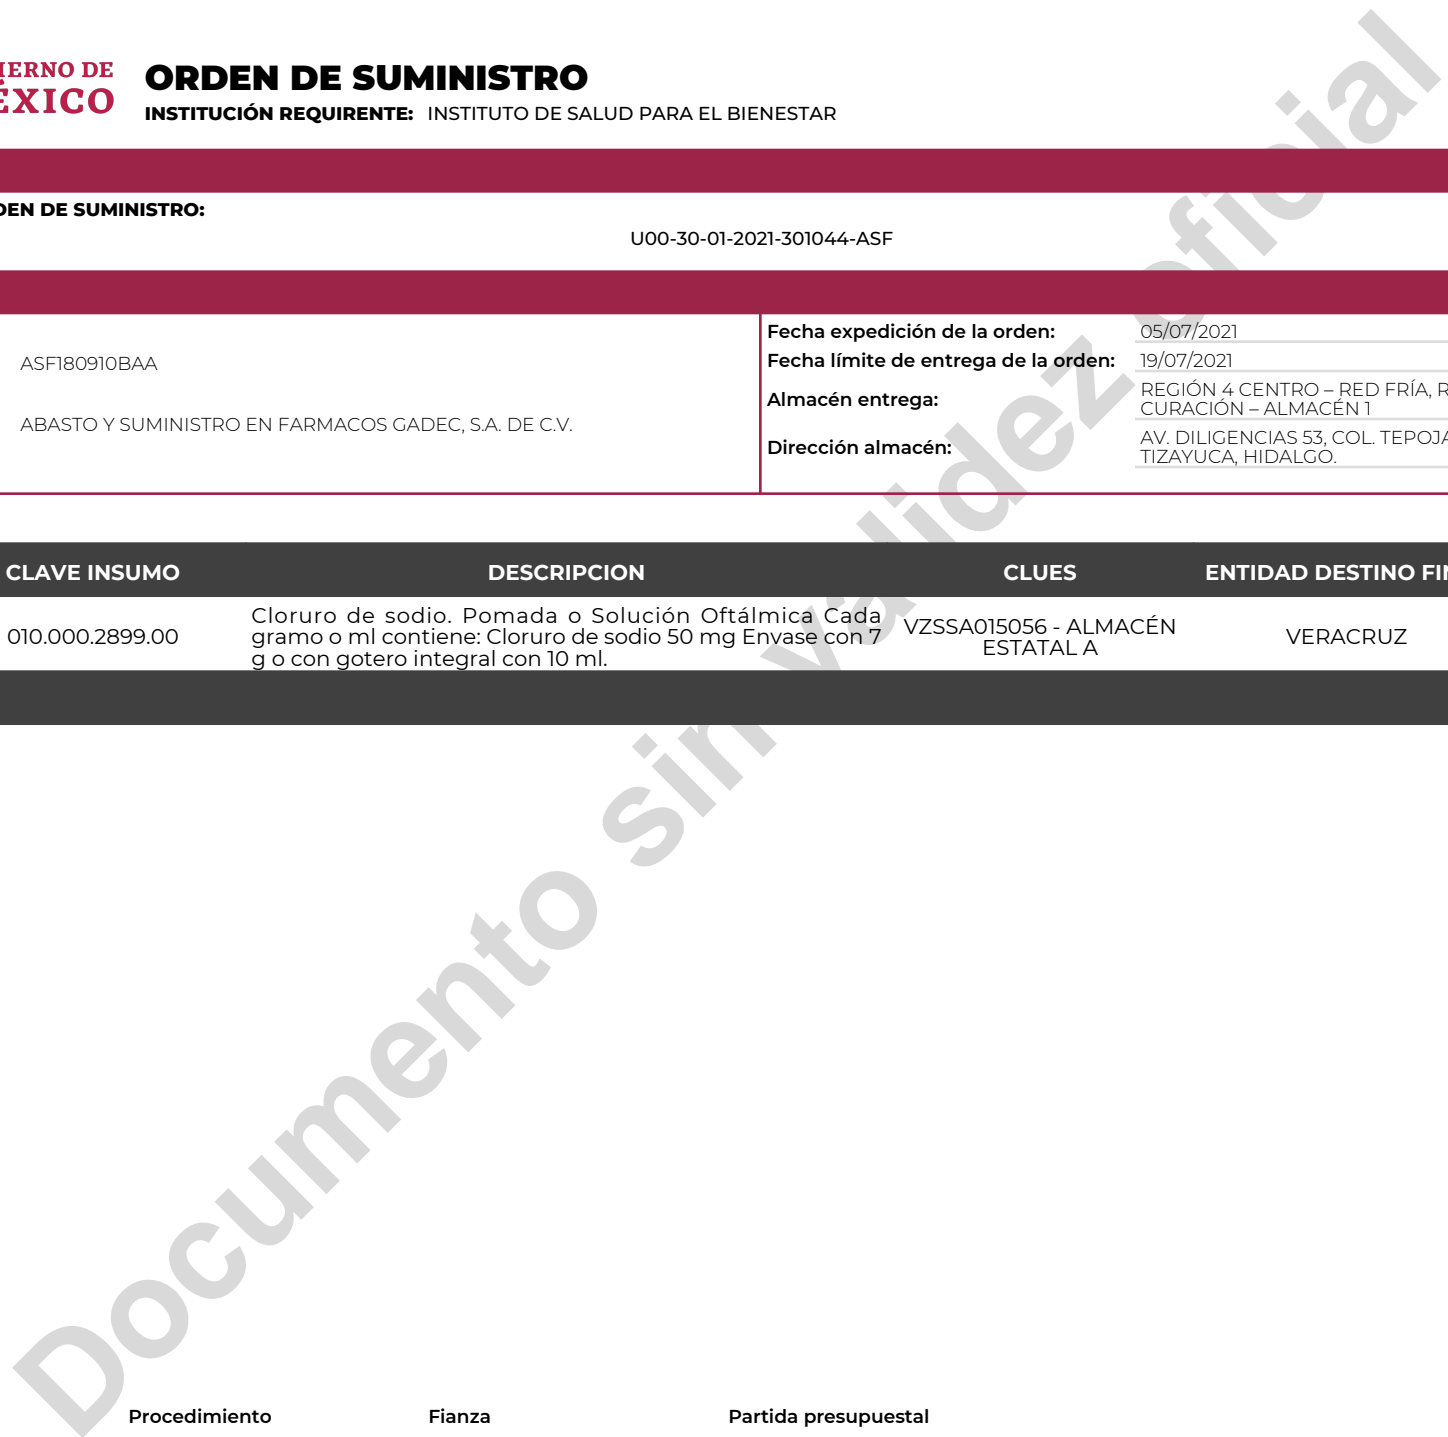 IERNO DE
ÉXICO
ORDEN DE SUMINISTRO
INSTITUCIÓN REQUIRENTE: INSTITUTO DE SALUD PARA EL BIENESTAR
DEN DE SUMINISTRO:
U00-30-01-2021-301044-ASF
ASF180910BAA
ABASTO Y SUMINISTRO EN FARMACOS GADEC, S.A. DE C.V.
Fecha expedición de la orden: 05/07/2021
Fecha límite de entrega de la orden: 19/07/2021
Almacén entrega: REGIÓN 4 CENTRO – RED FRÍA, R
CURACIÓN – ALMACÉN 1
Dirección almacén: AV. DILIGENCIAS 53, COL. TEPOJA
TIZAYUCA, HIDALGO.
CLAVE INSUMO DESCRIPCION CLUES ENTIDAD DESTINO FIN
010.000.2899.00
Cloruro de sodio. Pomada o Solución Oftálmica Cada
gramo o ml contiene: Cloruro de sodio 50 mg Envase con 7
g o con gotero integral con 10 ml.
VZSSA015056 - ALMACÉN
ESTATAL A
VERACRUZ
Documento sin validez oficial
Procedimiento Fianza Partida presupuestal